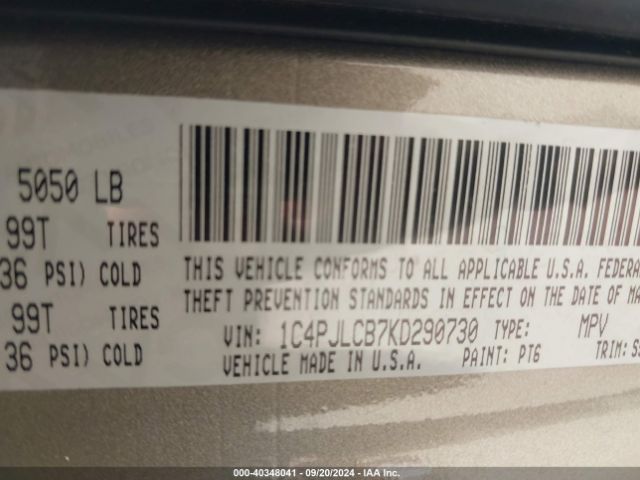 5050 LB
99T TIRES
36 PSI) COLD
99T TIRES
36 PSI) COLD
THIS VEHICLE CONFORMS TO ALL APPLICABLE U.S.A. FEDERAL
THEFT PREVENTION STANDARDS IN EFFECT ON THE DATE OF MA
VIN: 1C4PJLCB7KD290730 TYPE: MPV
VEHICLE MADE IN U.S.A. PAINT: PT6 TRIM:
000-40348041 - 09/20/2024 - IAA Inc.